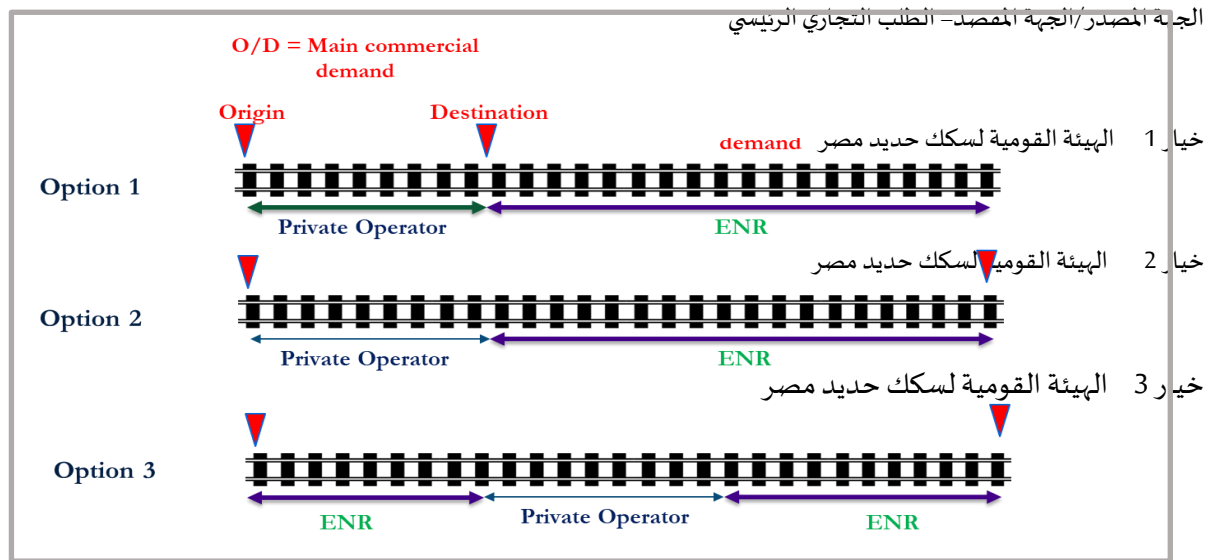 الجهة المصدر/الجهة المقصد– الطلب التجاري الرئيسي
O/D = Main commercial
demand
Origin
Destination
خيار 1 الهيئة القومية لسكك حديد مصر
demand
Option 1
Private Operator
ENR
خيار 2 الهيئة القومية لسكك حديد مصر
Option 2
Private Operator
ENR
خيار 3 الهيئة القومية لسكك حديد مصر
Option 3
ENR
Private Operator
ENR